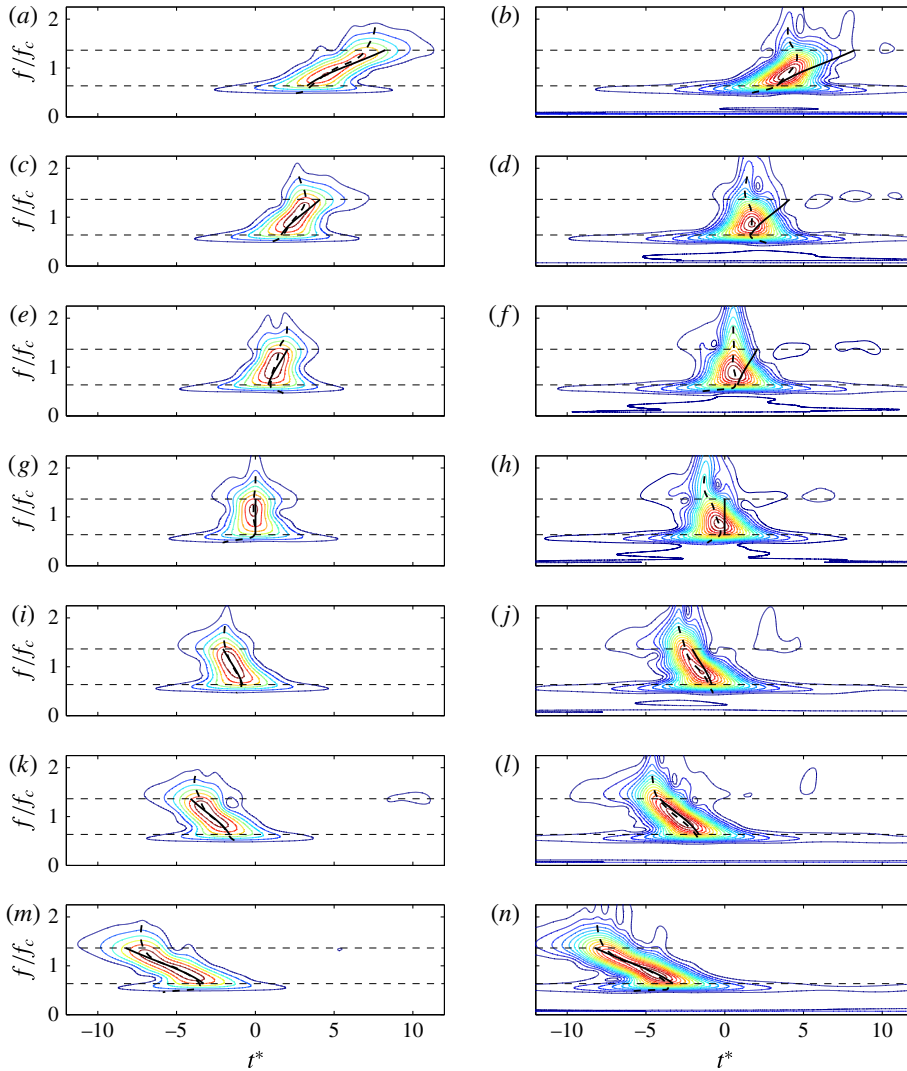 (a) (b)
f/fc 2 1 0
(c) (d)
f/fc 2 1 0
(e) (f)
f/fc 2 1 0
(g) (h)
f/fc 2 1 0
(i) (j)
f/fc 2 1 0
(k) (l)
f/fc 2 1 0
(m) (n)
f/fc 2 1 0
−10 −5 0 5 10 −10 −5 0 5 10
t* t*